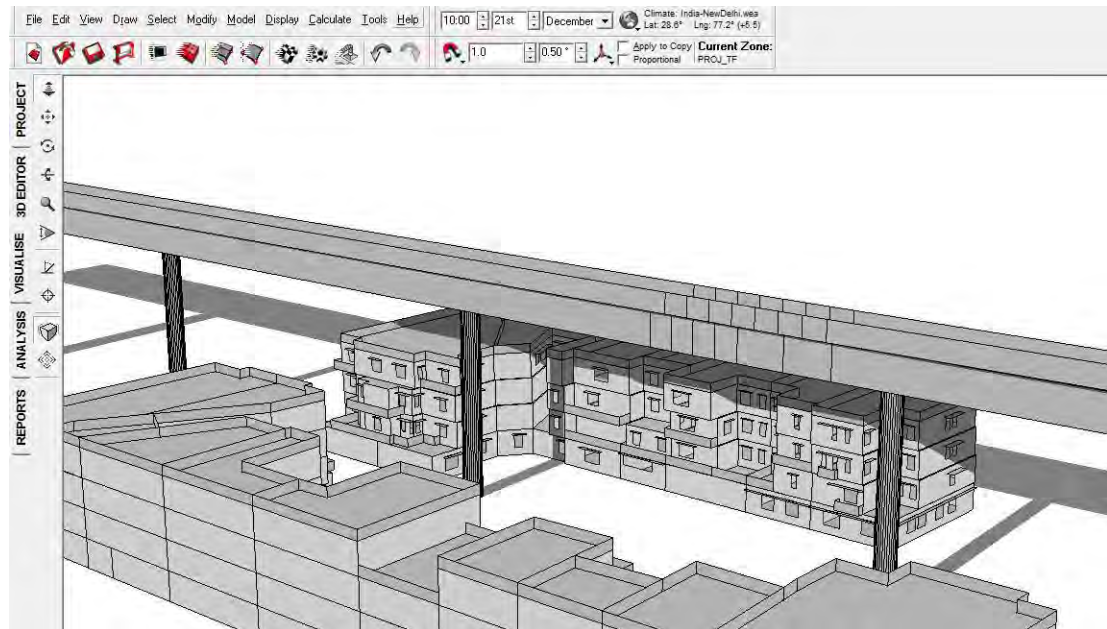 File Edit View Draw Select Modify Model Display Calculate Tools Help
10:00 21st December Climate: India-NewDelhi.wea
Lat: 28.6° Lng: 77.2° (+5.5)
1.0 0.50 ° Apply to Copy Current Zone:
Proportional PROJ_TF
PROJECT
3D EDITOR
VISUALISE
ANALYSIS
REPORTS